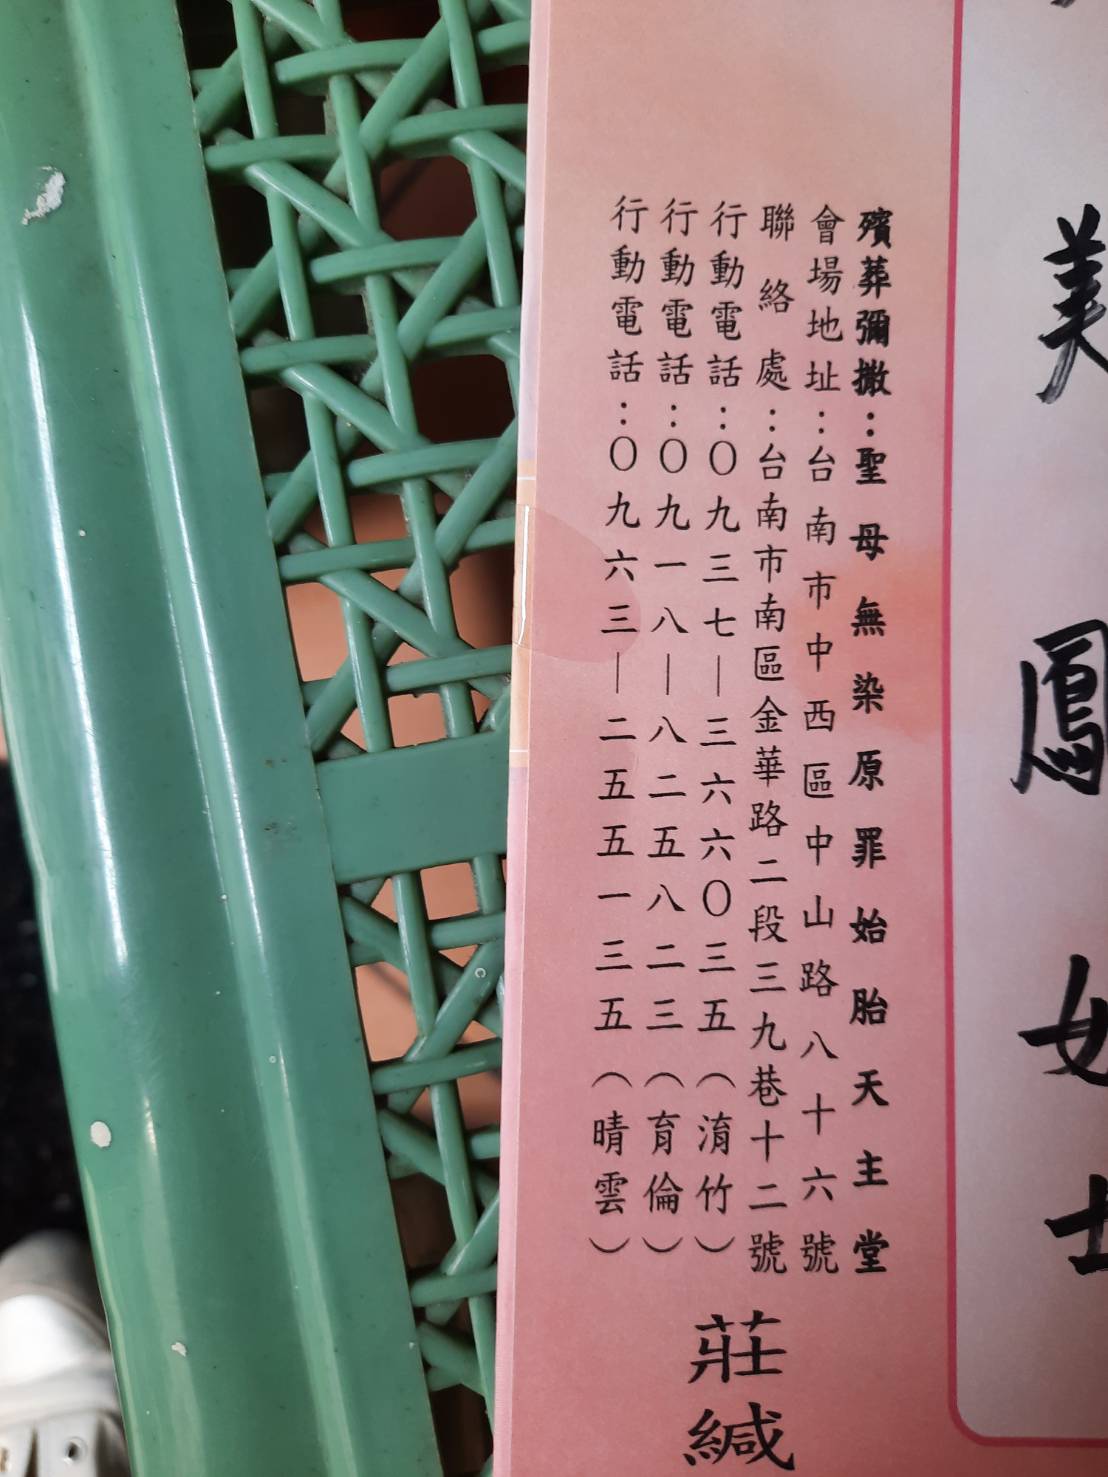 美鳳女士
殯葬彌撒：聖母無染原罪始胎天主堂
會場地址：台南市中西區中山路八十六號
聯絡處：台南市南區金華路二段三九巷十二號
行動電話：〇九三七－三六六〇三五（淯竹）
行動電話：〇九一八－八二五八二三（育倫）
行動電話：〇九六三－二五五一三五（晴雲）
莊緘